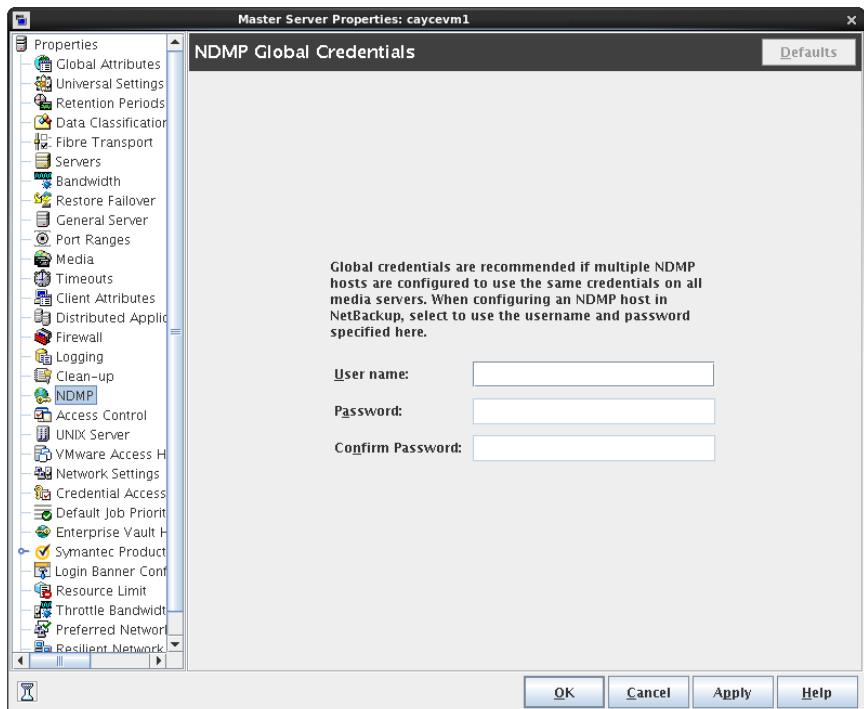 Master Server Properties: caycevm1
Properties
Global Attributes
Universal Settings
Retention Periods
Data Classification
Fibre Transport
Servers
Bandwidth
Restore Failover
General Server
Port Ranges
Media
Timeouts
Client Attributes
Distributed Applic
Firewall
Logging
Clean-up
NDMP
Access Control
UNIX Server
VMware Access H
Network Settings
Credential Access
Default Job Priorit
Enterprise Vault H
Symantec Product
Login Banner Conf
Resource Limit
Throttle Bandwidt
Preferred Networ
Resilient Network
NDMP Global Credentials
Defaults
Global credentials are recommended if multiple NDMP
hosts are configured to use the same credentials on all
media servers. When configuring an NDMP host in
NetBackup, select to use the username and password
specified here.
User name:
Password:
Confirm Password:
OK
Cancel
Apply
Help